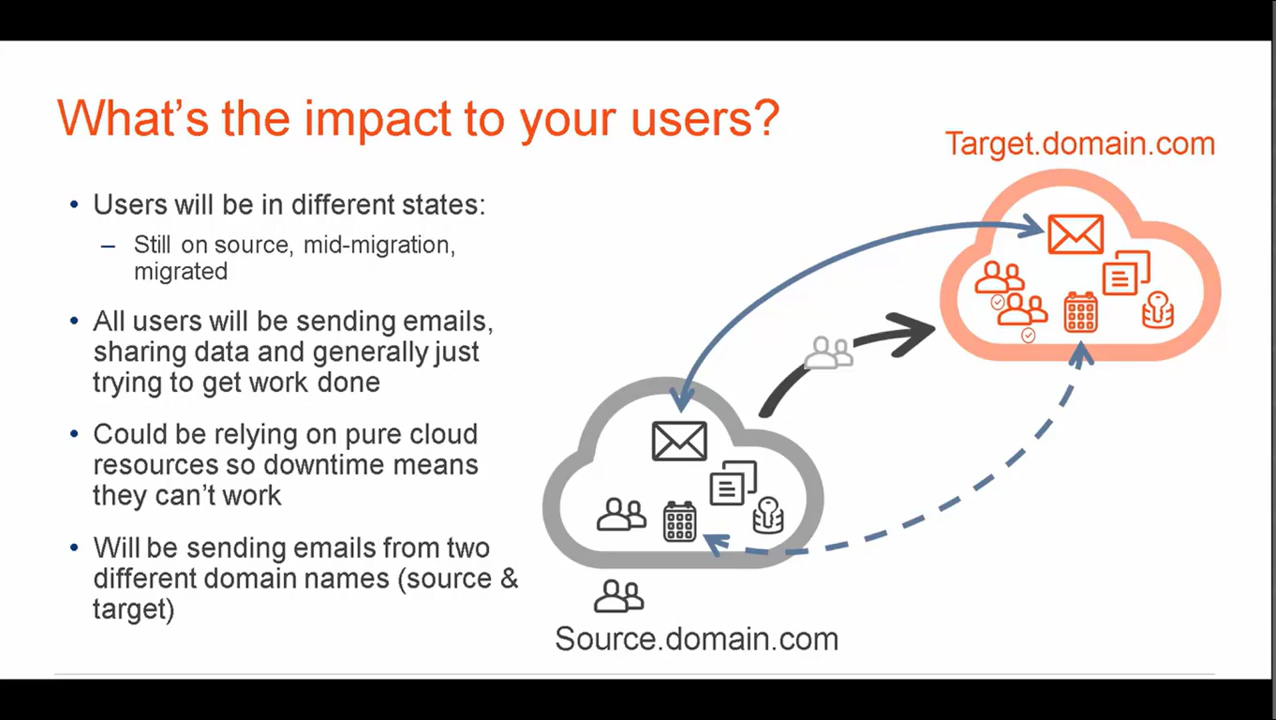 What's the impact to your users?
Target.domain.com
• Users will be in different states:
– Still on source, mid-migration,
migrated
• All users will be sending emails,
sharing data and generally just
trying to get work done
• Could be relying on pure cloud
resources so downtime means
they can't work
• Will be sending emails from two
different domain names (source &
target)
Source.domain.com